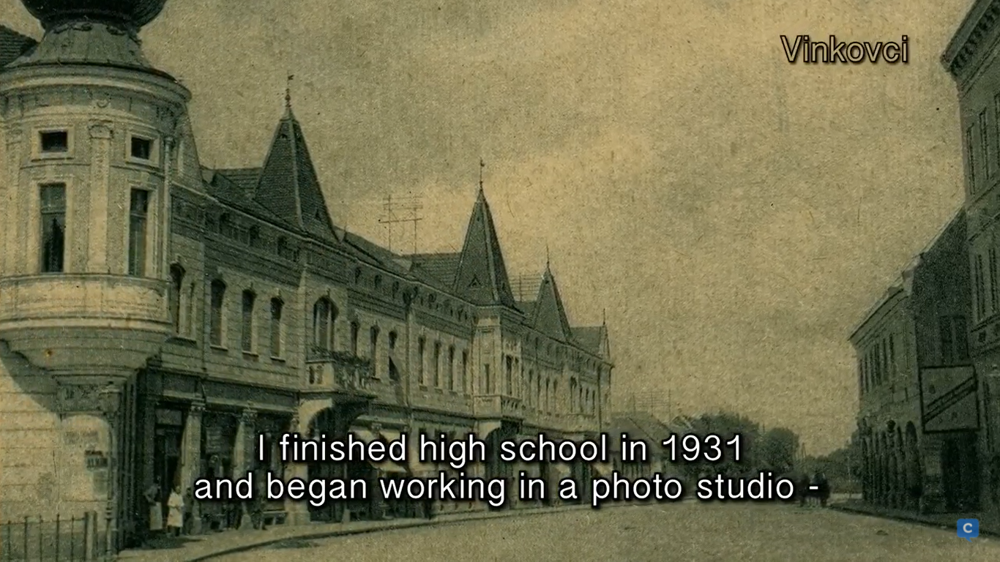 Vinkovci
I finished high school in 1931
and began working in a photo studio -
C